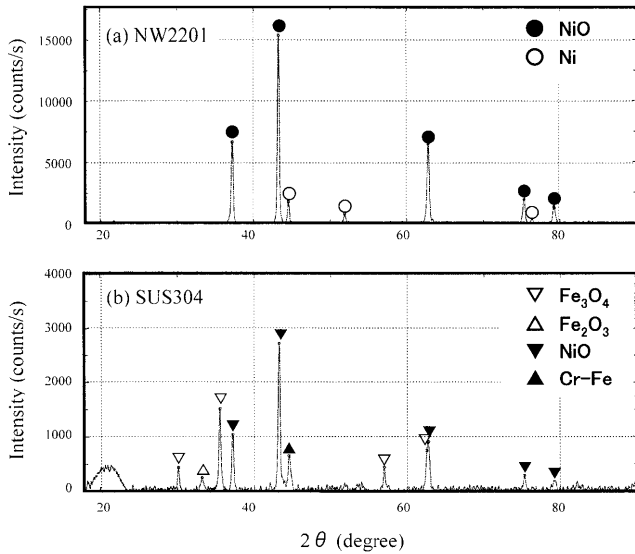 (a) NW2201
NiO
Ni
Intensity (counts/s)
15000
10000
5000
0
20
40
60
80
(b) SUS304
Fe3O4
Fe2O3
NiO
Cr-Fe
Intensity (counts/s)
4000
3000
2000
1000
0
20
40
60
80
2θ (degree)